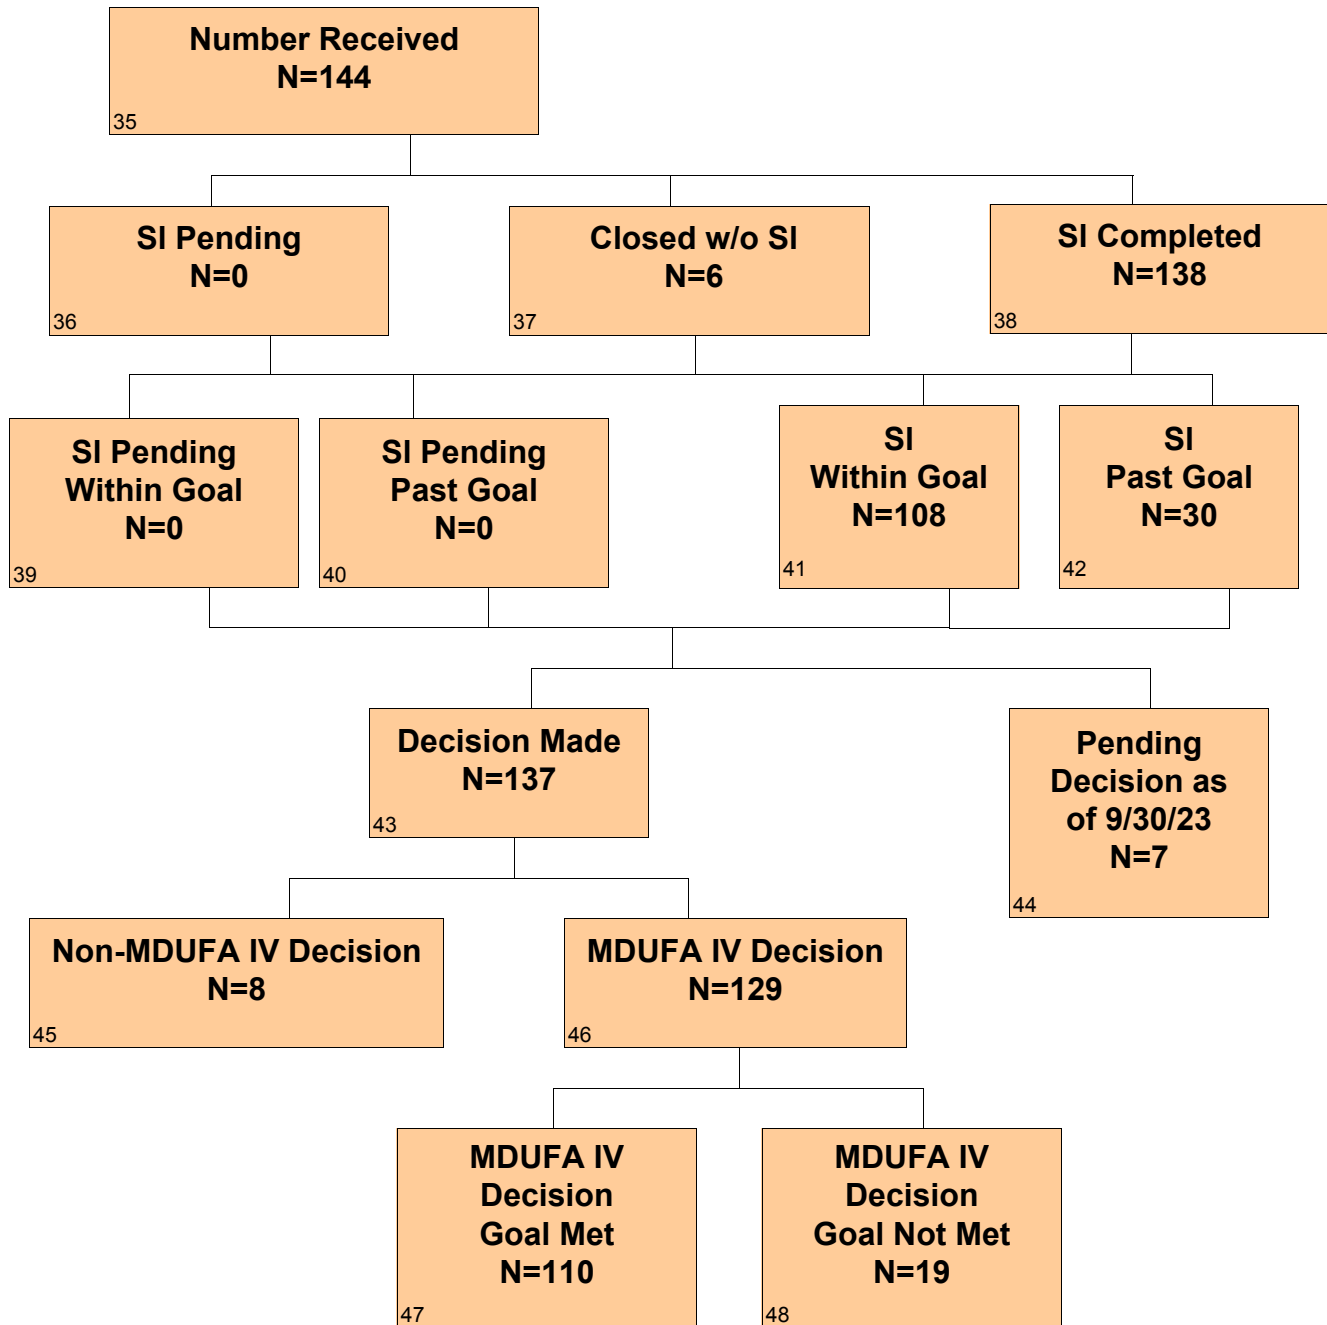 Number Received
N=144
35
SI Pending
N=0
36
Closed w/o SI
N=6
37
SI Completed
N=138
38
SI Pending
Within Goal
N=0
39
SI Pending
Past Goal
N=0
40
SI
Within Goal
N=108
41
SI
Past Goal
N=30
42
Decision Made
N=137
43
Pending
Decision as
of 9/30/23
N=7
44
Non-MDUFA IV Decision
N=8
45
MDUFA IV Decision
N=129
46
MDUFA IV
Decision
Goal Met
N=110
47
MDUFA IV
Decision
Goal Not Met
N=19
48